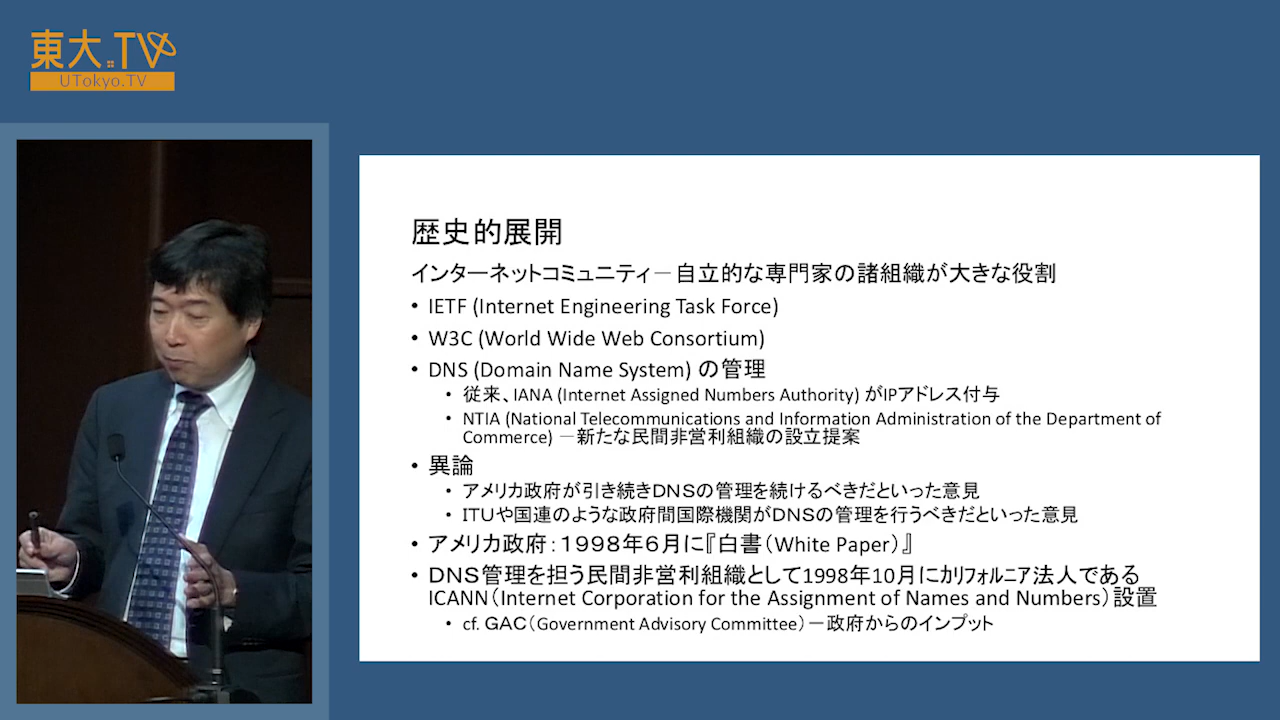 東大.TV
UTokyo.TV
歴史的展開
インターネットコミュニティ－自立的な専門家の諸組織が大きな役割
• IETF (Internet Engineering Task Force)
• W3C (World Wide Web Consortium)
• DNS (Domain Name System) の管理
• 従来、IANA (Internet Assigned Numbers Authority) がIPアドレス付与
• NTIA (National Telecommunications and Information Administration of the Department of
Commerce) －新たな民間非営利組織の設立提案
• 異論
• アメリカ政府が引き続きＤＮＳの管理を続けるべきだといった意見
• ＩＴＵや国連のような政府間国際機関がＤＮＳの管理を行うべきだといった意見
• アメリカ政府：１９９８年６月に『白書（White Paper）』
• ＤＮＳ管理を担う民間非営利組織として1998年10月にｶﾘﾌｫﾙﾆｱ法人である
ICANN（Internet Corporation for the Assignment of Names and Numbers）設置
• cf. ＧＡＣ（Government Advisory Committee）－政府からのインプット